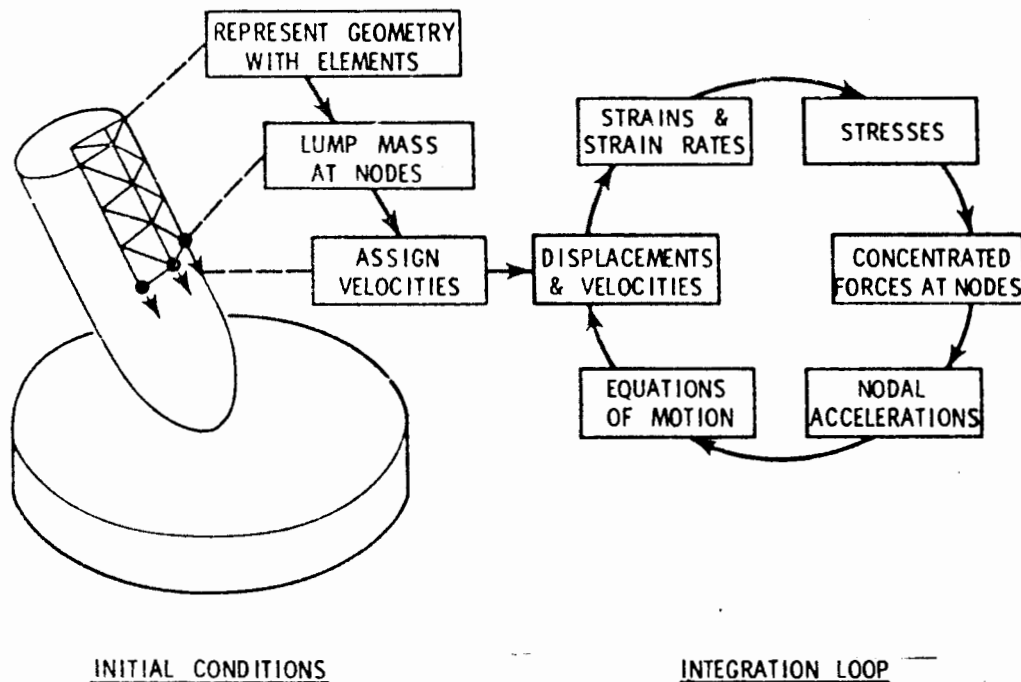 REPRESENT GEOMETRY
WITH ELEMENTS
LUMP MASS
AT NODES
ASSIGN
VELOCITIES
DISPLACEMENTS
& VELOCITIES
STRAINS &
STRAIN RATES
STRESSES
CONCENTRATED
FORCES AT NODES
NODAL
ACCELERATIONS
EQUATIONS
OF MOTION
INITIAL CONDITIONS
INTEGRATION LOOP